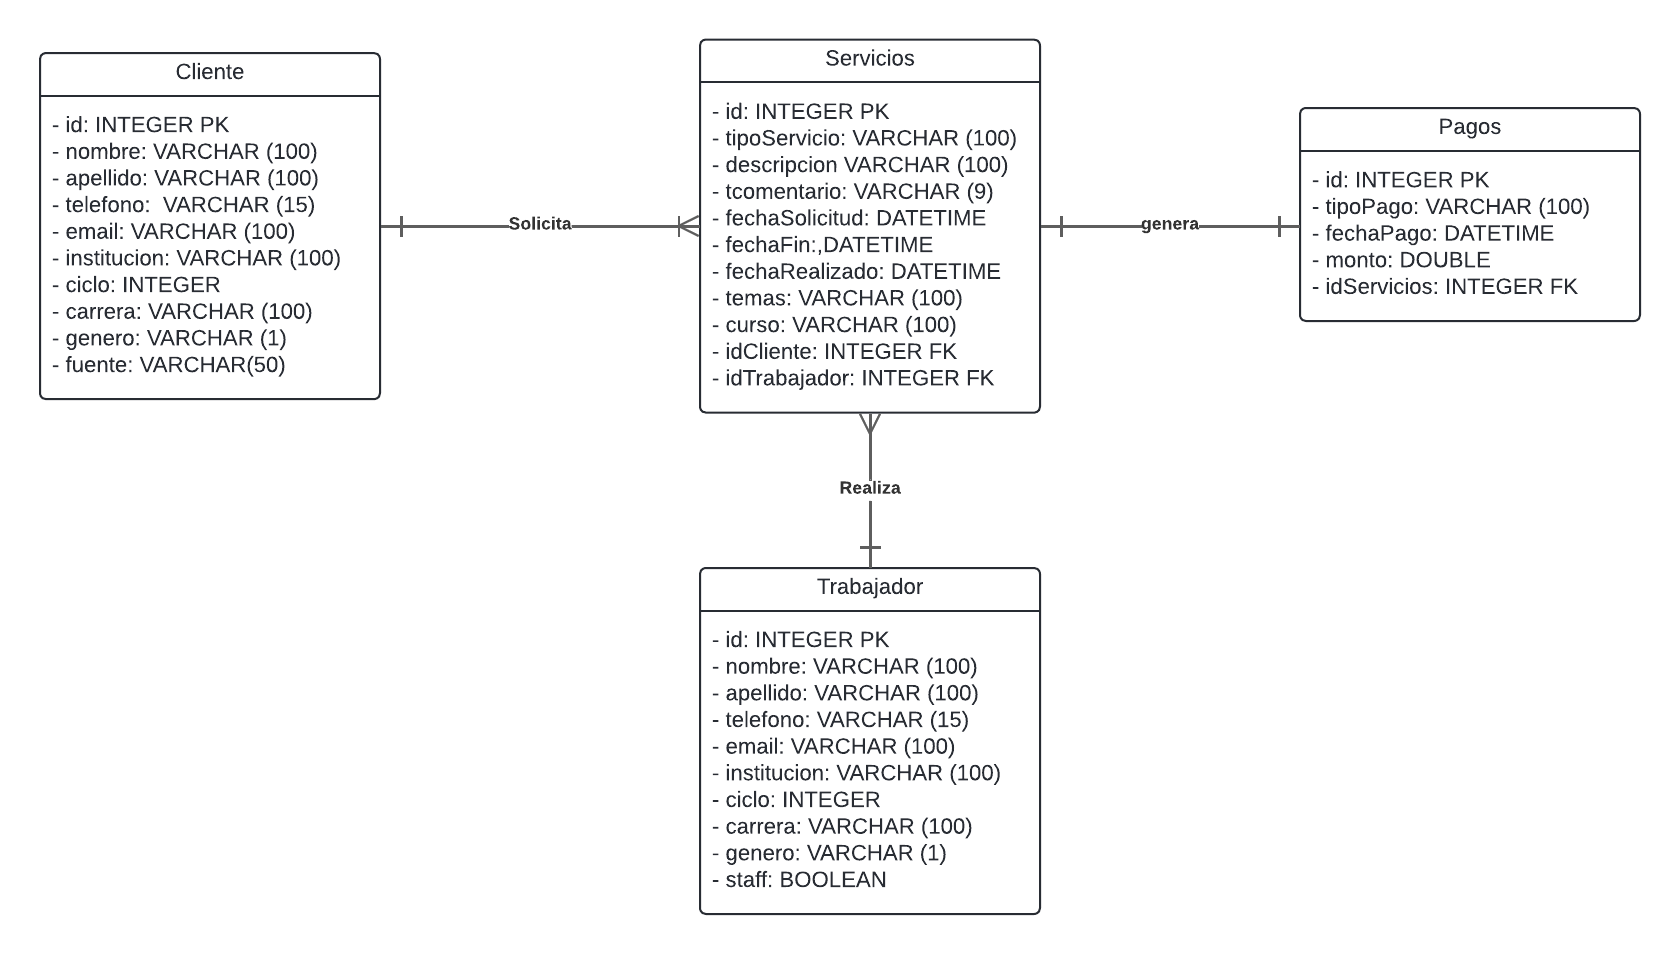 Cliente
- id: INTEGER PK
- nombre: VARCHAR (100)
- apellido: VARCHAR (100)
- telefono:  VARCHAR (15)
- email: VARCHAR (100)
- institucion: VARCHAR (100)
- ciclo: INTEGER
- carrera: VARCHAR (100)
- genero: VARCHAR (1)
- fuente: VARCHAR(50)
Solicita
Servicios
- id: INTEGER PK
- tipoServicio: VARCHAR (100)
- descripcion VARCHAR (100)
- tcomentario: VARCHAR (9)
- fechaSolicitud: DATETIME
- fechaFin:,DATETIME
- fechaRealizado: DATETIME
- temas: VARCHAR (100)
- curso: VARCHAR (100)
- idCliente: INTEGER FK
- idTrabajador: INTEGER FK
genera
Pagos
- id: INTEGER PK
- tipoPago: VARCHAR (100)
- fechaPago: DATETIME
- monto: DOUBLE
- idServicios: INTEGER FK
Realiza
Trabajador
- id: INTEGER PK
- nombre: VARCHAR (100)
- apellido: VARCHAR (100)
- telefono: VARCHAR (15)
- email: VARCHAR (100)
- institucion: VARCHAR (100)
- ciclo: INTEGER
- carrera: VARCHAR (100)
- genero: VARCHAR (1)
- staff: BOOLEAN